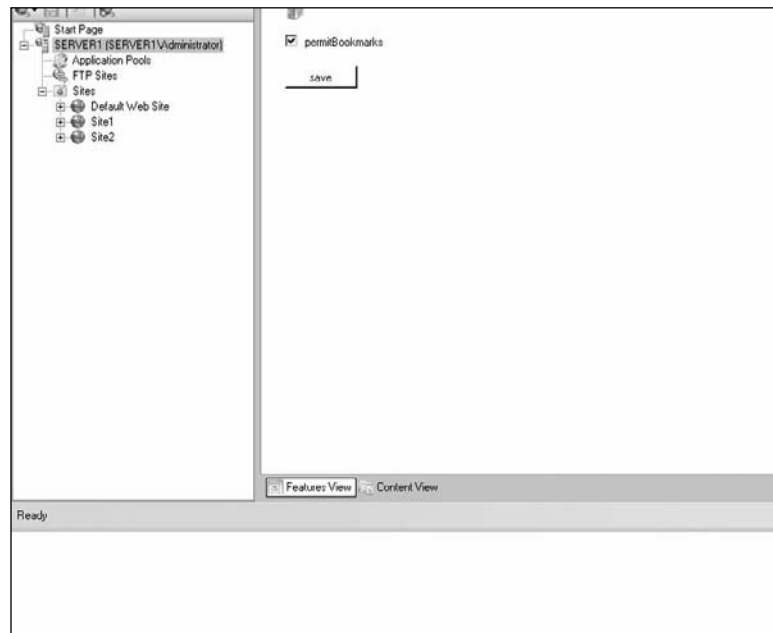 Start Page
SERVER1 (SERVER1\Administrator)
Application Pools
FTP Sites
Sites
Default Web Site
Site1
Site2
permitBookmarks
save
Features View
Content View
Ready